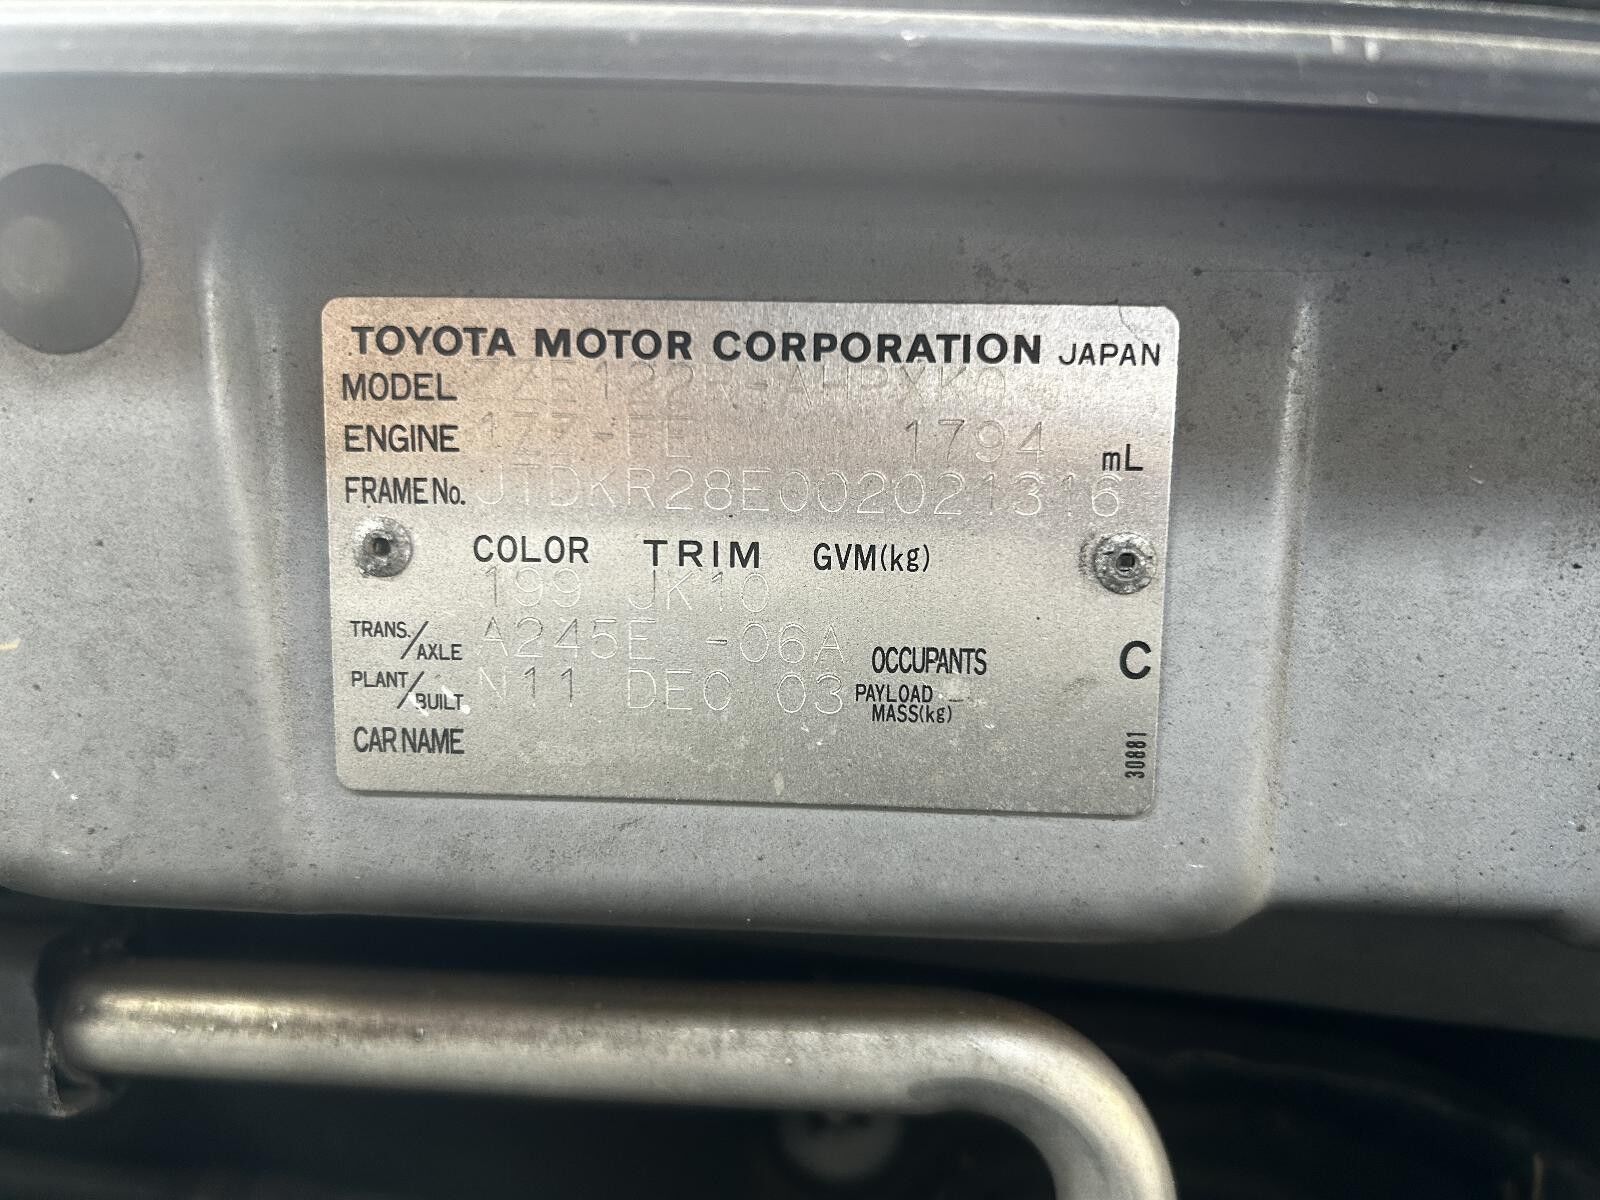 TOYOTA MOTOR CORPORATION JAPAN
MODEL ZZE122R-AHPXKQ
ENGINE 1ZZ-FE 1794 mL
FRAME No. JTDKR28E002021316
COLOR TRIM GVM(kg)
199 JK10
TRANS./AXLE A245E -06A OCCUPANTS C
PLANT/BUILT N11 DEC 03 PAYLOAD MASS(kg)
CAR NAME
30881